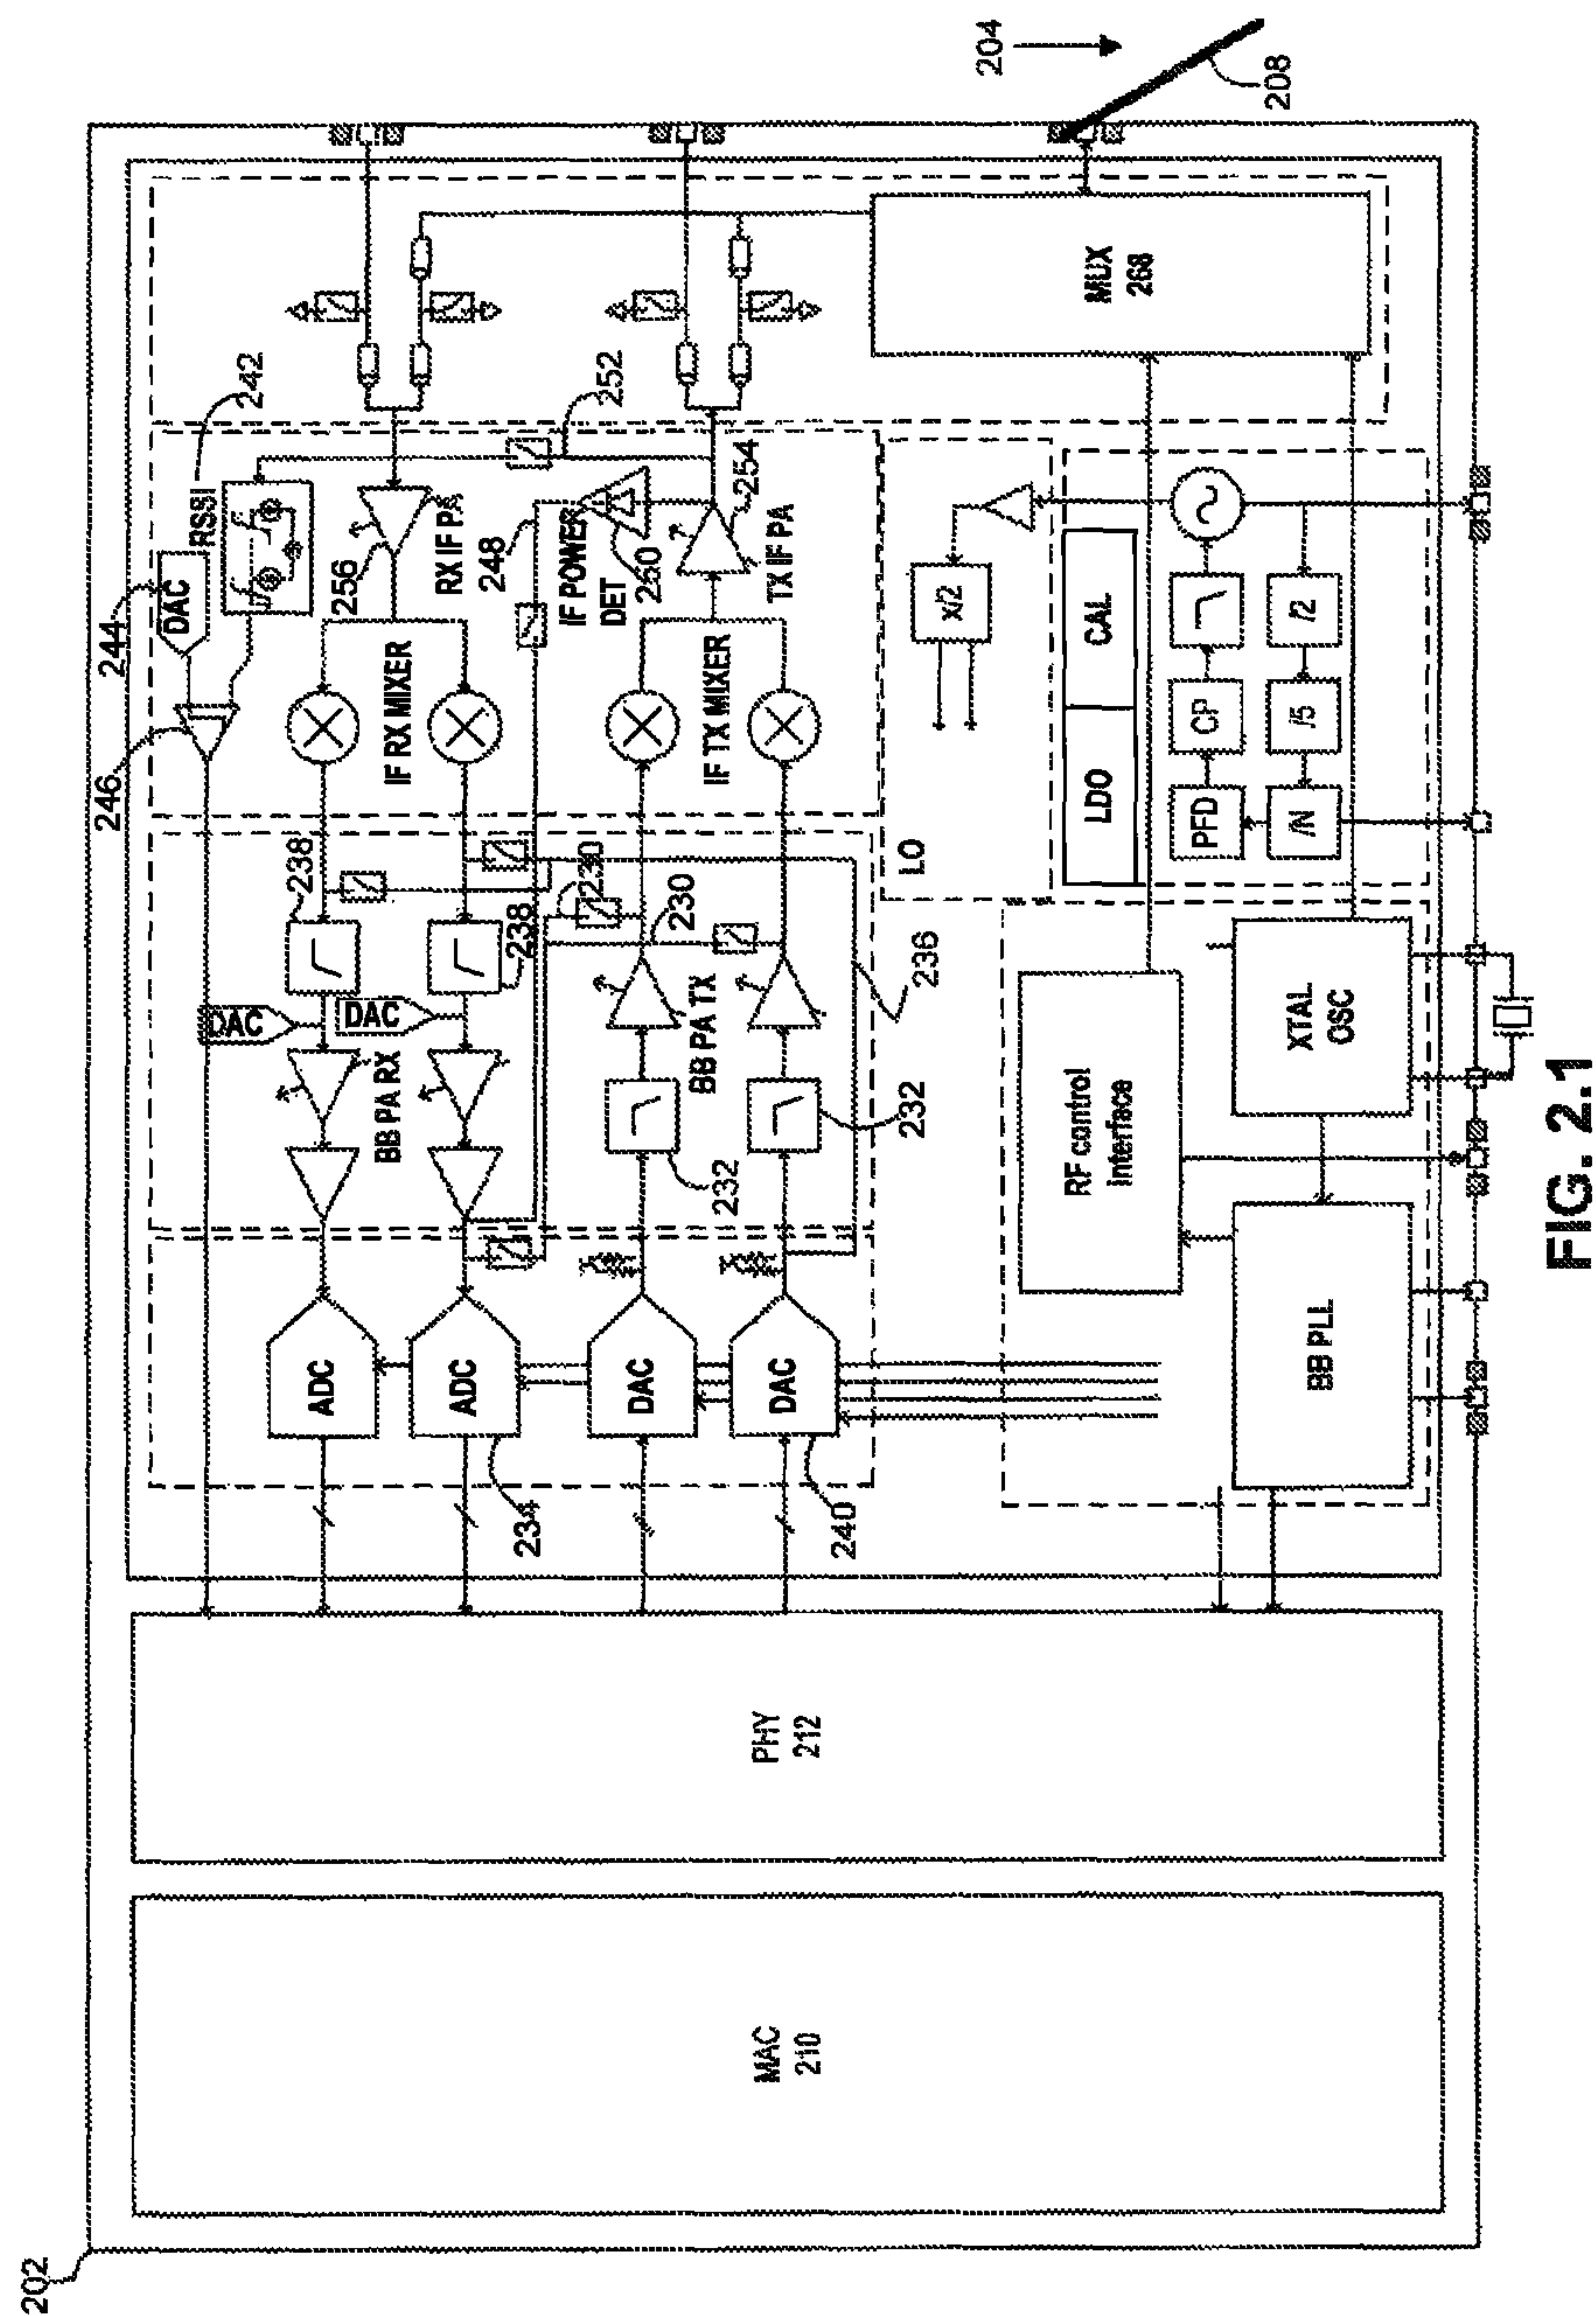 202
204
208
244
DAC
RSSI
242
246
256
RX IF PA
248
252
IF RX MIXER
IF POWER
DET
260
254
TX IF PA
IF TX MIXER
MUX
268
238
238
DAC
DAC
BB PA RX
230
230
BB PA TX
236
232
232
LO
x/2
LDO
CAL
PFD
CP
/N
/5
/2
ADC
ADC
DAC
DAC
234
240
RF control
interface
XTAL
OSC
BB PLL
PHY
212
MAC
210
FIG. 2.1